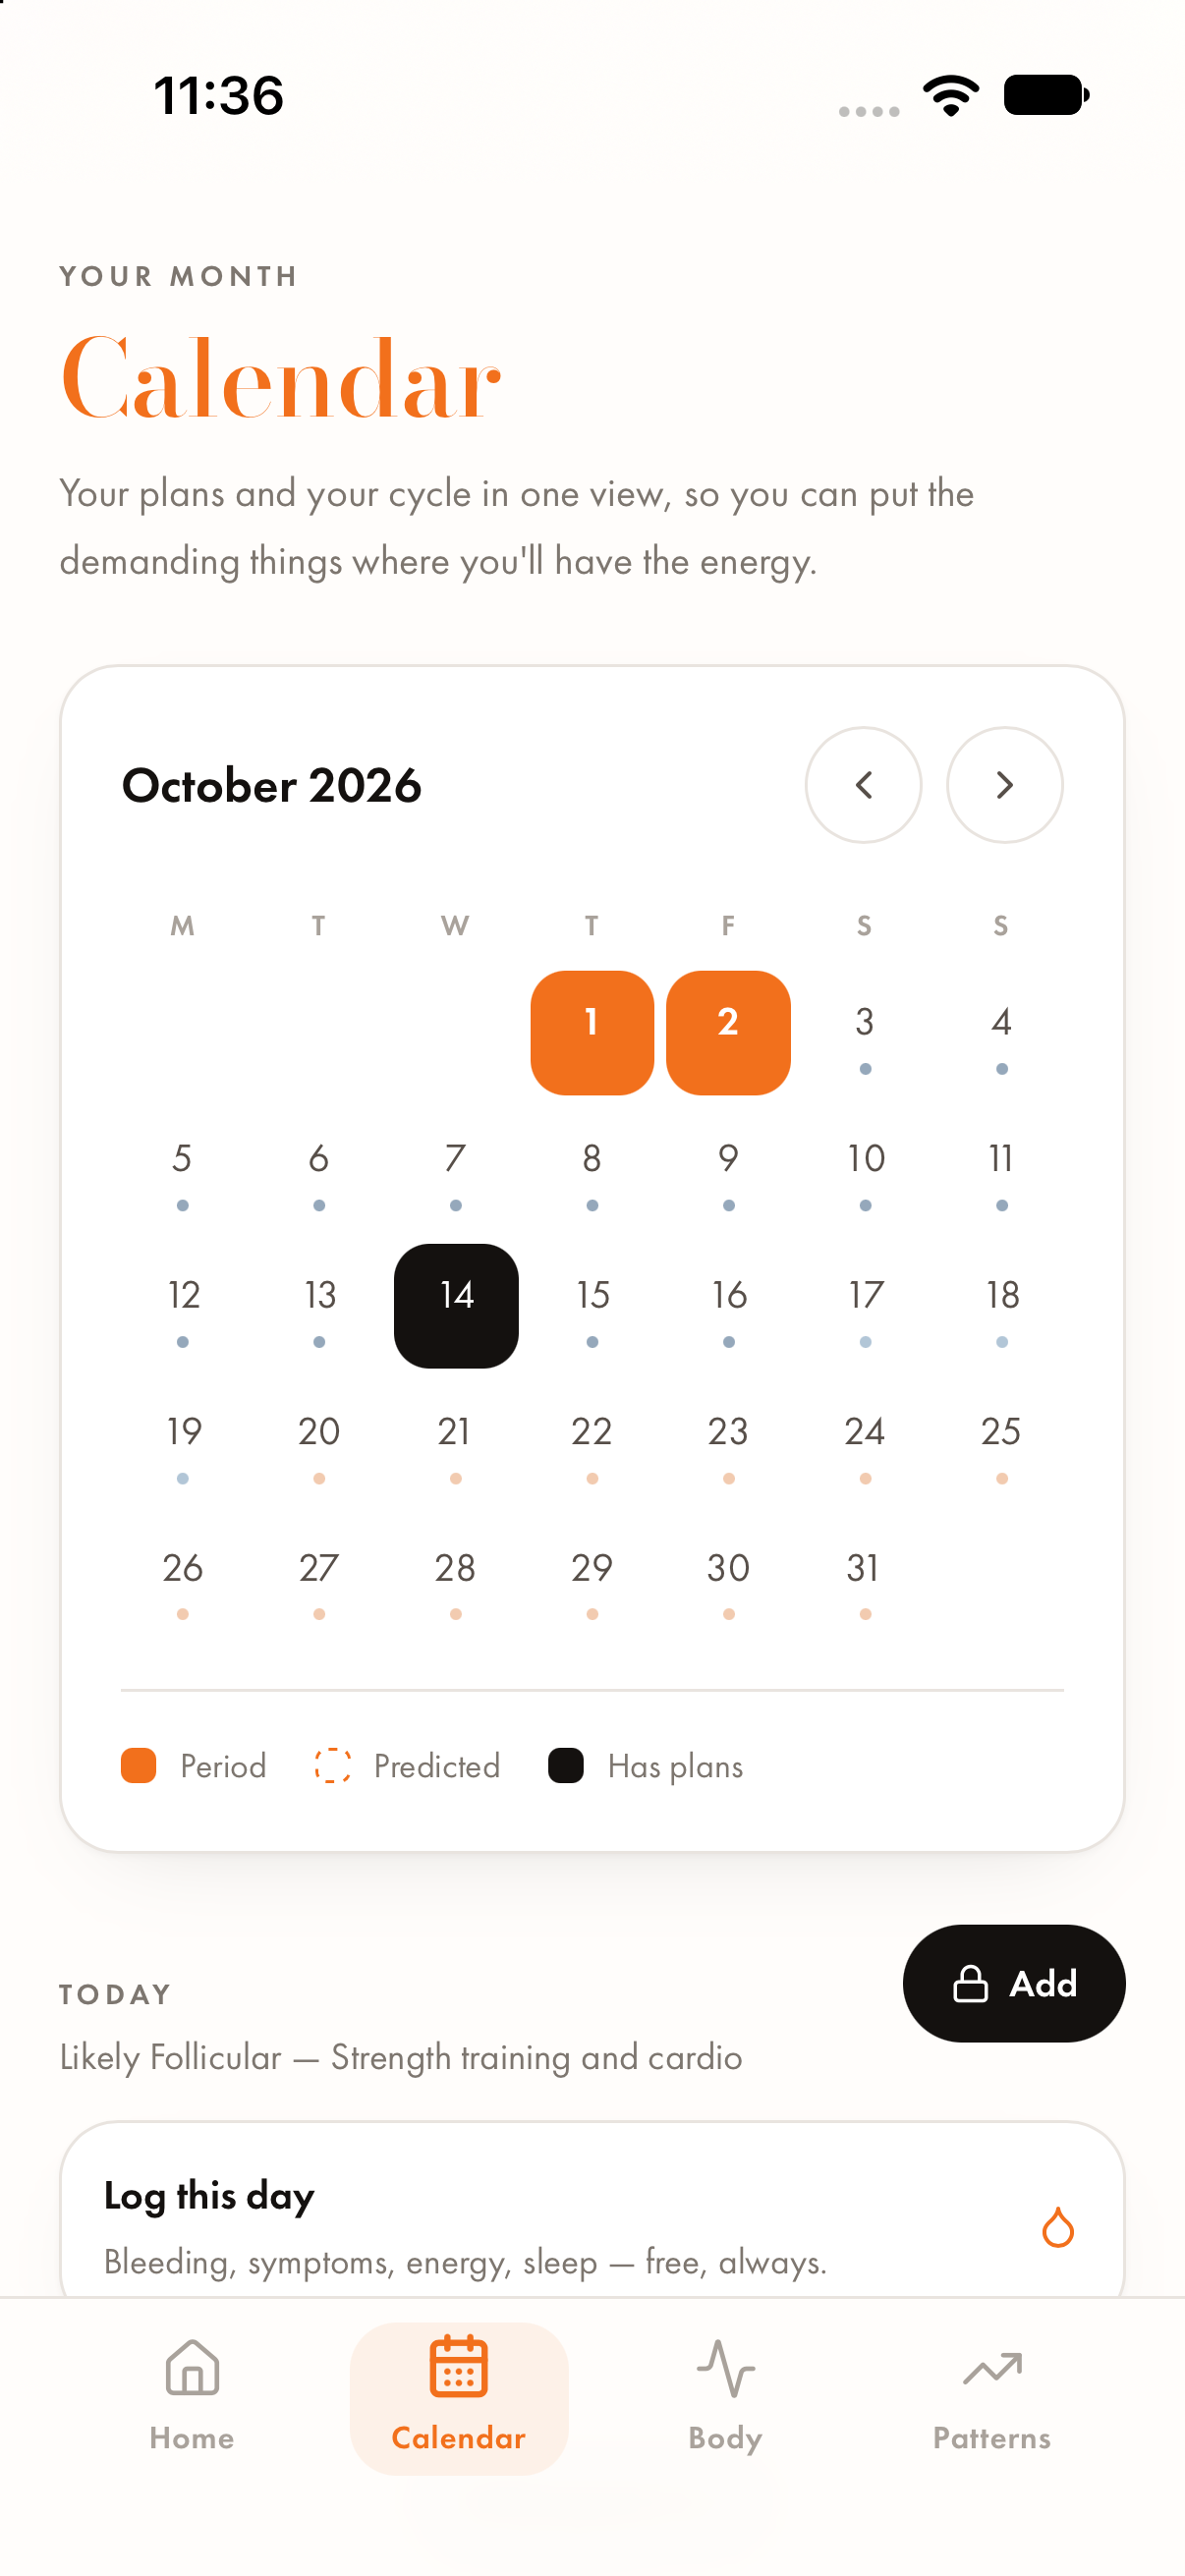 11:36
YOUR MONTH
Calendar
Your plans and your cycle in one view, so you can put the
demanding things where you'll have the energy.
October 2026
M T W T F S S
1 2 3 4
5 6 7 8 9 10 11
12 13 14 15 16 17 18
19 20 21 22 23 24 25
26 27 28 29 30 31
Period Predicted Has plans
TODAY
Add
Likely Follicular — Strength training and cardio
Log this day
Bleeding, symptoms, energy, sleep — free, always.
Home Calendar Body Patterns